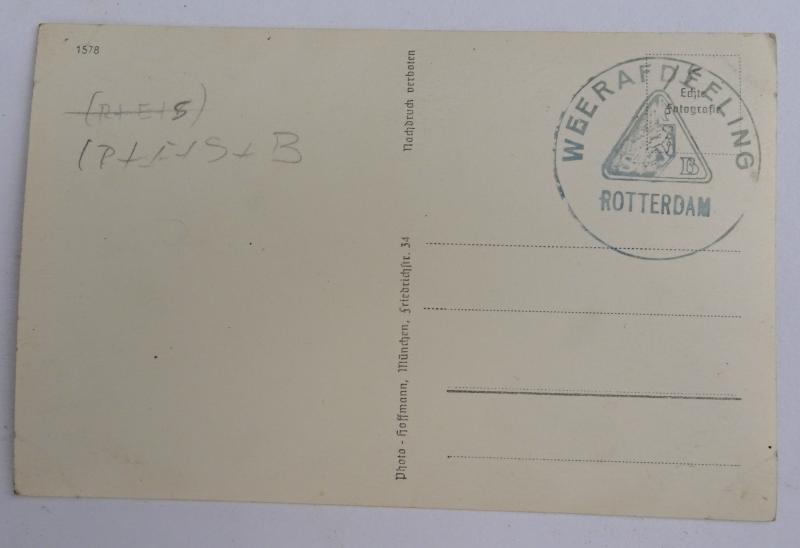 1578
(R+E+S)
(P+E+S+B
Nachdruck verboten
Photo - Hoffmann, München, Friedrichstr. 34
Echte
Fotografie
WEERAFDEELING
B
ROTTERDAM